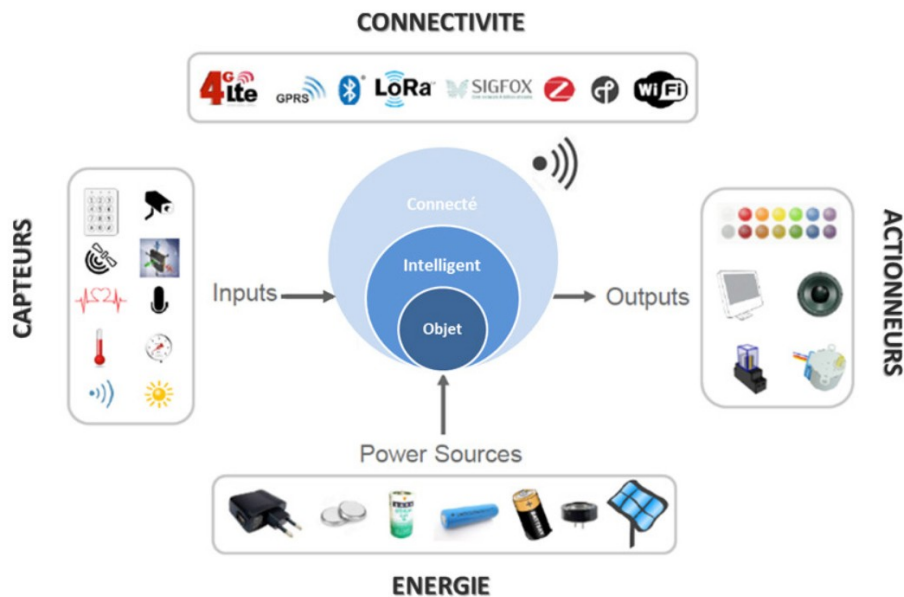 CONNECTIVITE
4G lte GPRS LoRa SIGFOX WiFi
CAPTEURS
Connecté
Intelligent
Objet
Inputs
Outputs
ACTIONNEURS
Power Sources
ENERGIE